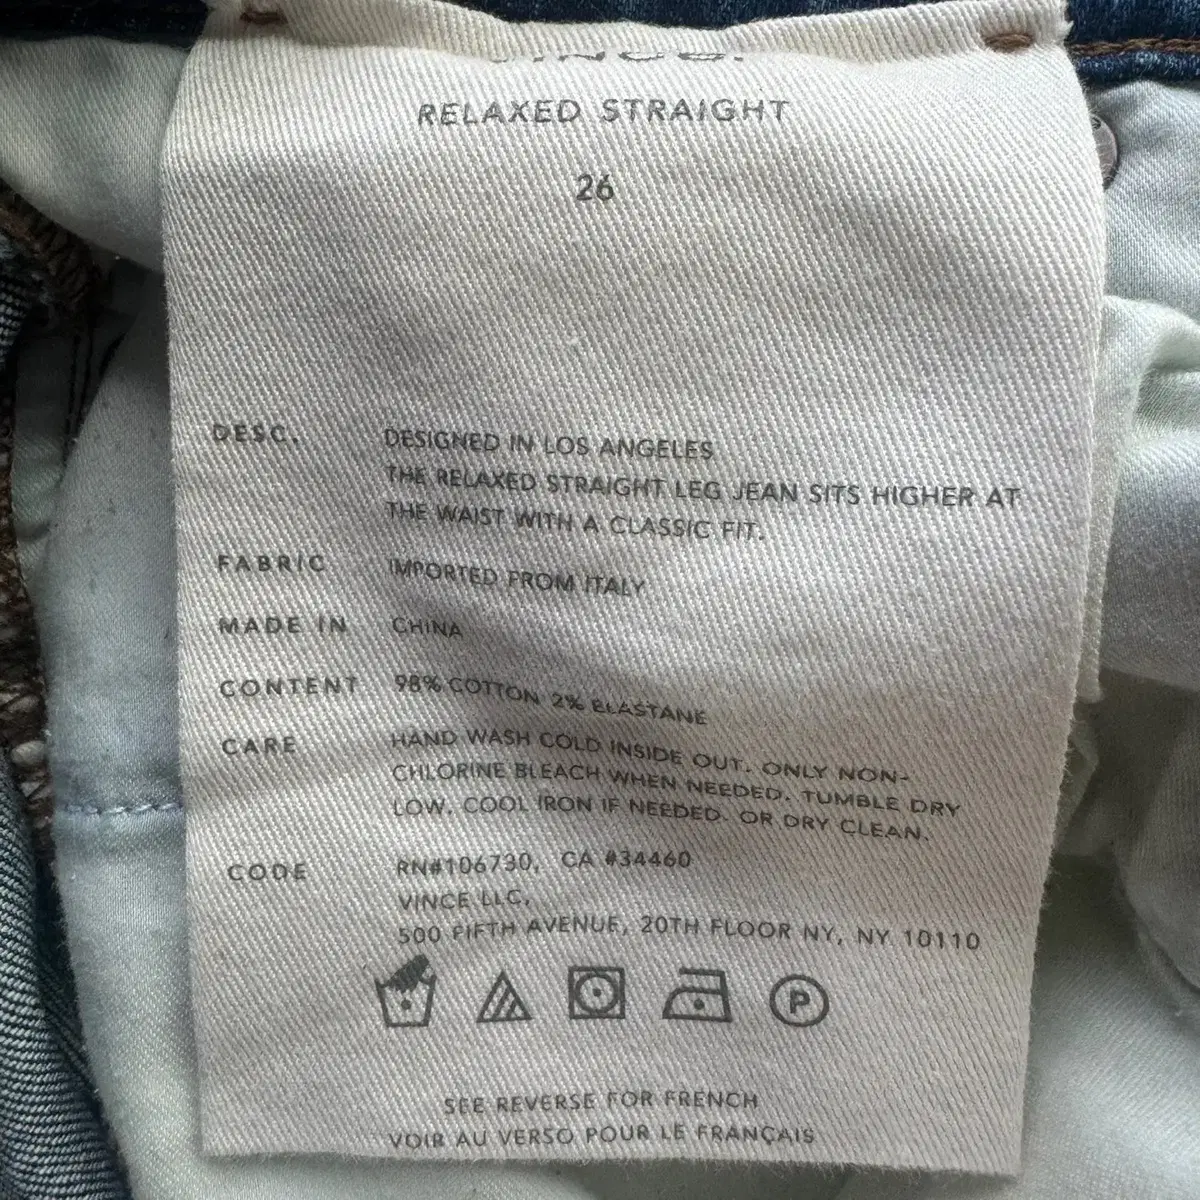 RELAXED STRAIGHT
26
DESC. DESIGNED IN LOS ANGELES
THE RELAXED STRAIGHT LEG JEAN SITS HIGHER AT
THE WAIST WITH A CLASSIC FIT.
FABRIC IMPORTED FROM ITALY
MADE IN CHINA
CONTENT 98% COTTON 2% ELASTANE
CARE HAND WASH COLD INSIDE OUT. ONLY NON-
CHLORINE BLEACH WHEN NEEDED. TUMBLE DRY
LOW. COOL IRON IF NEEDED. OR DRY CLEAN.
CODE RN#106730, CA #34460
VINCE LLC,
500 FIFTH AVENUE, 20TH FLOOR NY, NY 10110
P
SEE REVERSE FOR FRENCH
VOIR AU VERSO POUR LE FRANÇAIS